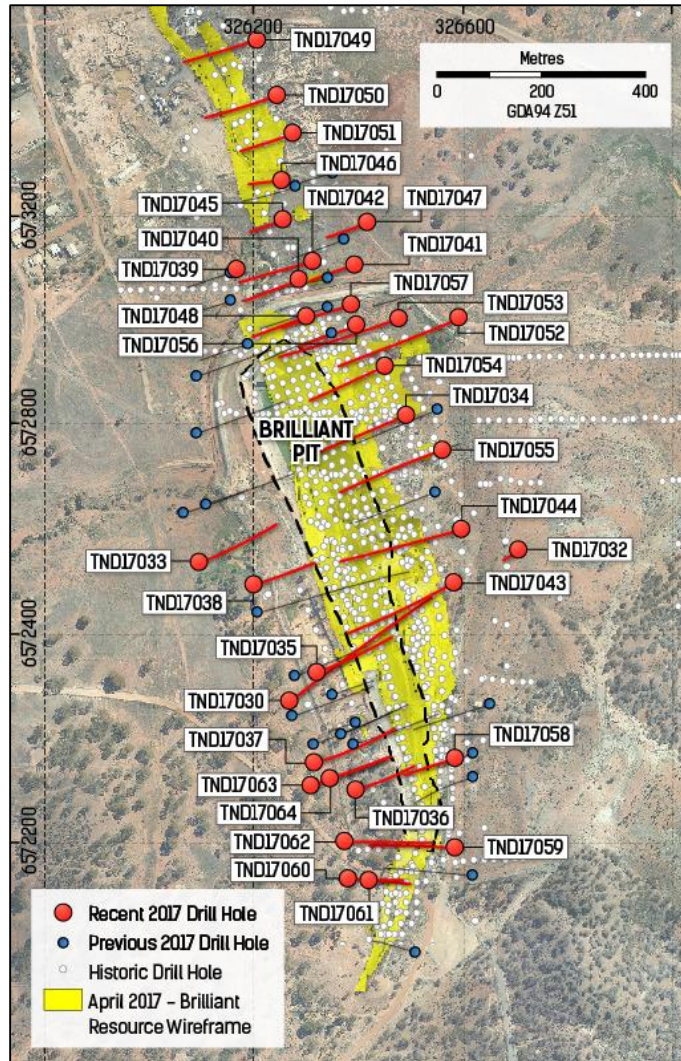 326200
326600
Metres
0
200
400
GDA94 Z51
TND17049
TND17050
TND17051
TND17046
TND17042
TND17045
TND17047
TND17040
TND17041
TND17039
TND17057
TND17053
TND17048
TND17052
TND17056
TND17054
TND17034
BRILLIANT
PIT
TND17055
TND17044
TND17032
TND17033
TND17043
TND17038
TND17035
TND17030
TND17037
TND17058
TND17063
TND17064
TND17036
TND17062
TND17059
TND17060
TND17061
6573200
6572800
6572400
6572200
Recent 2017 Drill Hole
Previous 2017 Drill Hole
Historic Drill Hole
April 2017 – Brilliant
Resource Wireframe